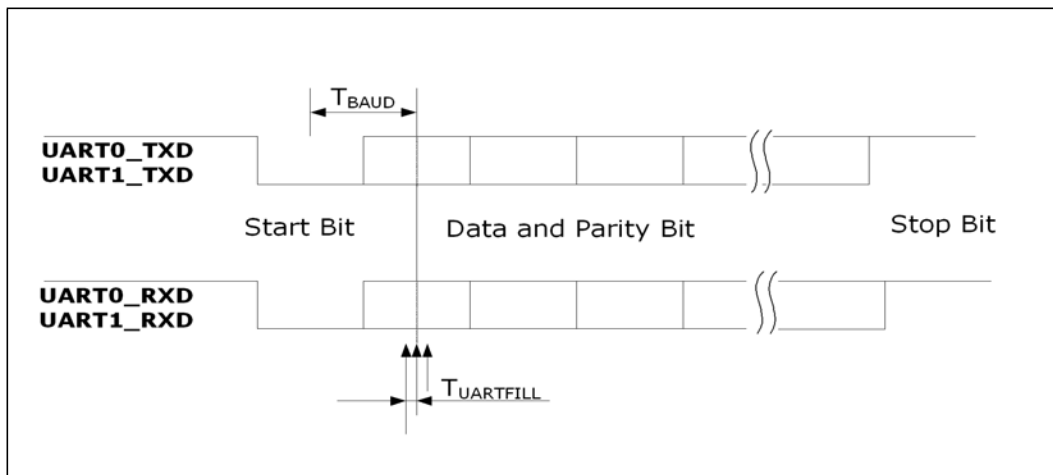 TBAUD
UART0_TXD
UART1_TXD
Start Bit
Data and Parity Bit
Stop Bit
UART0_RXD
UART1_RXD
TUARTFILL